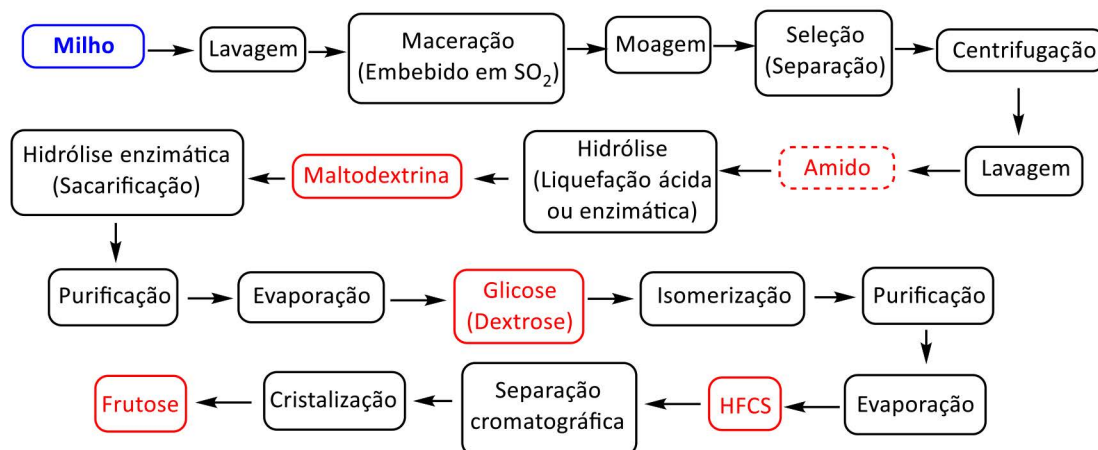 Milho
Lavagem
Maceração
(Embebido em SO₂)
Moagem
Seleção
(Separação)
Centrifugação
Lavagem
Amido
Hidrólise
(Liquefação ácida
ou enzimática)
Maltodextrina
Hidrólise enzimática
(Sacarificação)
Purificação
Evaporação
Glicose
(Dextrose)
Isomerização
Purificação
Evaporação
HFCS
Separação
cromatográfica
Cristalização
Frutose